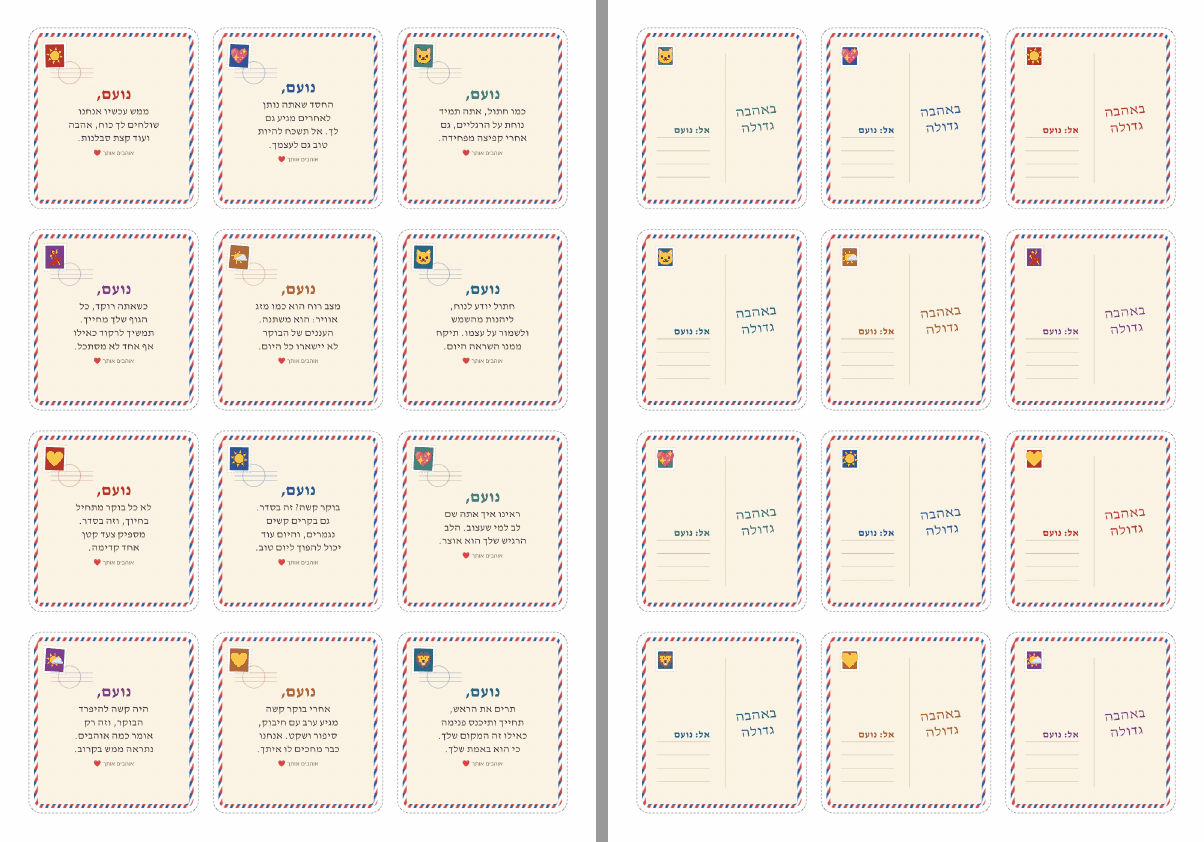 נועם,
כמו חתול, אתה תמיד
נוחת על הרגליים, גם
אחרי קפיצה מפחידה.
אוהבים אותך
נועם,
החסד שאתה נותן
לאחרים מגיע גם
לך. אל תשכח להיות
טוב גם לעצמך.
אוהבים אותך
נועם,
ממש עכשיו אנחנו
שולחים לך כוח, אהבה
ועוד קצת סבלנות.
אוהבים אותך
נועם,
חתול יודע לנוח,
ליהנות מהשמש
ולשמור על עצמו. תיקח
ממנו השראה היום.
אוהבים אותך
נועם,
מצב רוח הוא כמו מזג
אוויר: הוא משתנה.
העננים של הבוקר
לא יישארו כל היום.
אוהבים אותך
נועם,
כשאתה רוקד, כל
הגוף שלך מחייך.
תמשיך לרקוד כאילו
אף אחד לא מסתכל.
אוהבים אותך
נועם,
ראינו איך אתה שם
לב למי שעצוב. הלב
הרגיש שלך הוא אוצר.
אוהבים אותך
נועם,
בוקר קשה? זה בסדר.
גם בקרים קשים
נגמרים, והיום עוד
יכול להפוך ליום טוב.
אוהבים אותך
נועם,
לא כל בוקר מתחיל
בחיוך, וזה בסדר.
מספיק צעד קטן
אחד קדימה.
אוהבים אותך
נועם,
תרים את הראש,
תחייך ותיכנס פנימה
כאילו זה המקום שלך.
כי הוא באמת שלך.
אוהבים אותך
נועם,
אחרי בוקר קשה
מגיע ערב עם חיבוק,
סיפור ושקט. אנחנו
כבר מחכים לו איתך.
אוהבים אותך
נועם,
היה קשה להיפרד
הבוקר, וזה רק
אומר כמה אוהבים.
נתראה ממש בקרוב.
אוהבים אותך
באהבה
גדולה
אל: נועם
באהבה
גדולה
אל: נועם
באהבה
גדולה
אל: נועם
באהבה
גדולה
אל: נועם
באהבה
גדולה
אל: נועם
באהבה
גדולה
אל: נועם
באהבה
גדולה
אל: נועם
באהבה
גדולה
אל: נועם
באהבה
גדולה
אל: נועם
באהבה
גדולה
אל: נועם
באהבה
גדולה
אל: נועם
באהבה
גדולה
אל: נועם